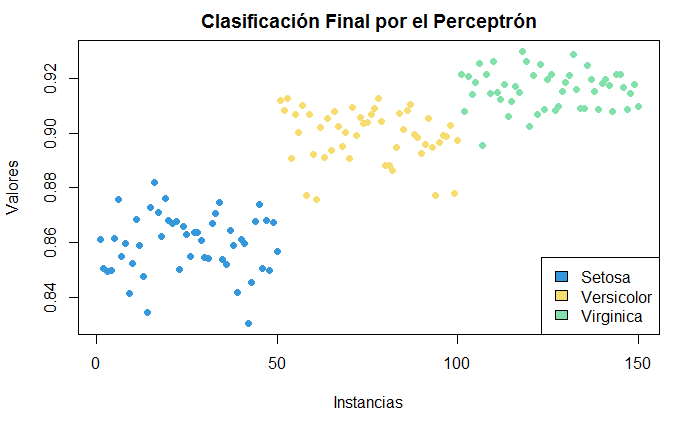 Clasificación Final por el Perceptrón
Valores
0.92
0.90
0.88
0.86
0.84
Setosa
Versicolor
Virginica
0
50
100
150
Instancias